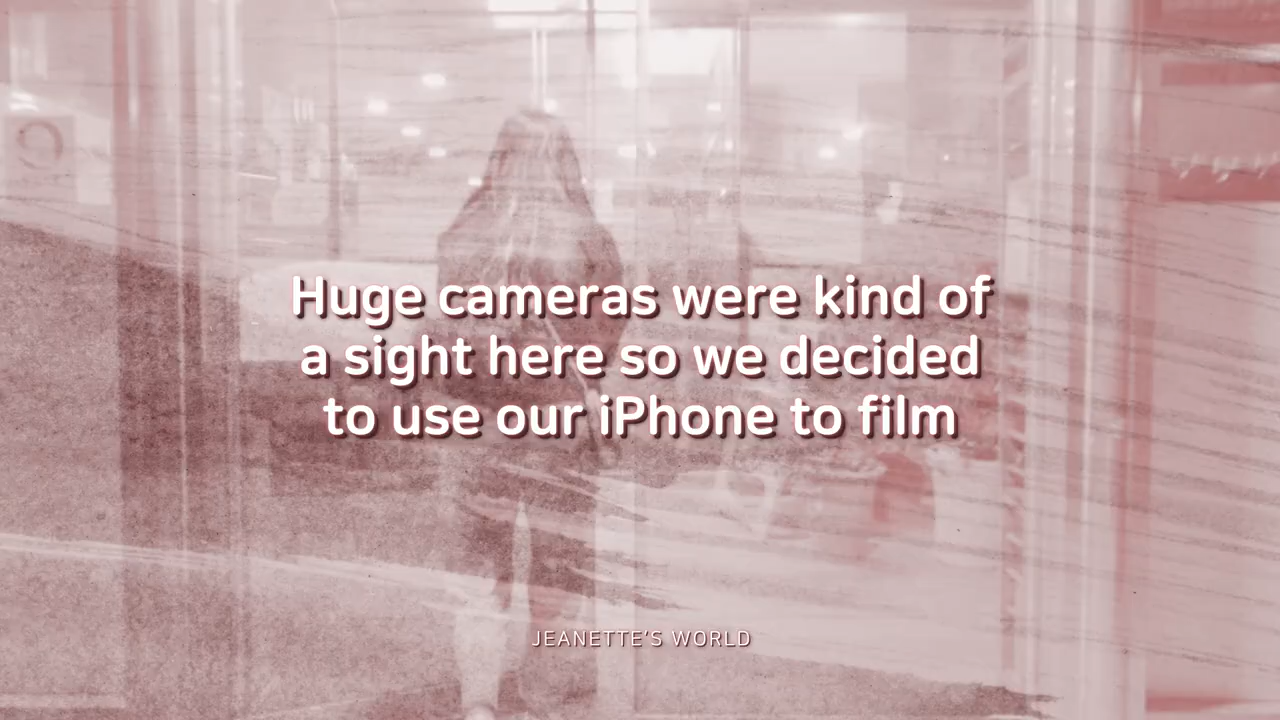 Huge cameras were kind of
a sight here so we decided
to use our iPhone to film
JEANETTE'S WORLD